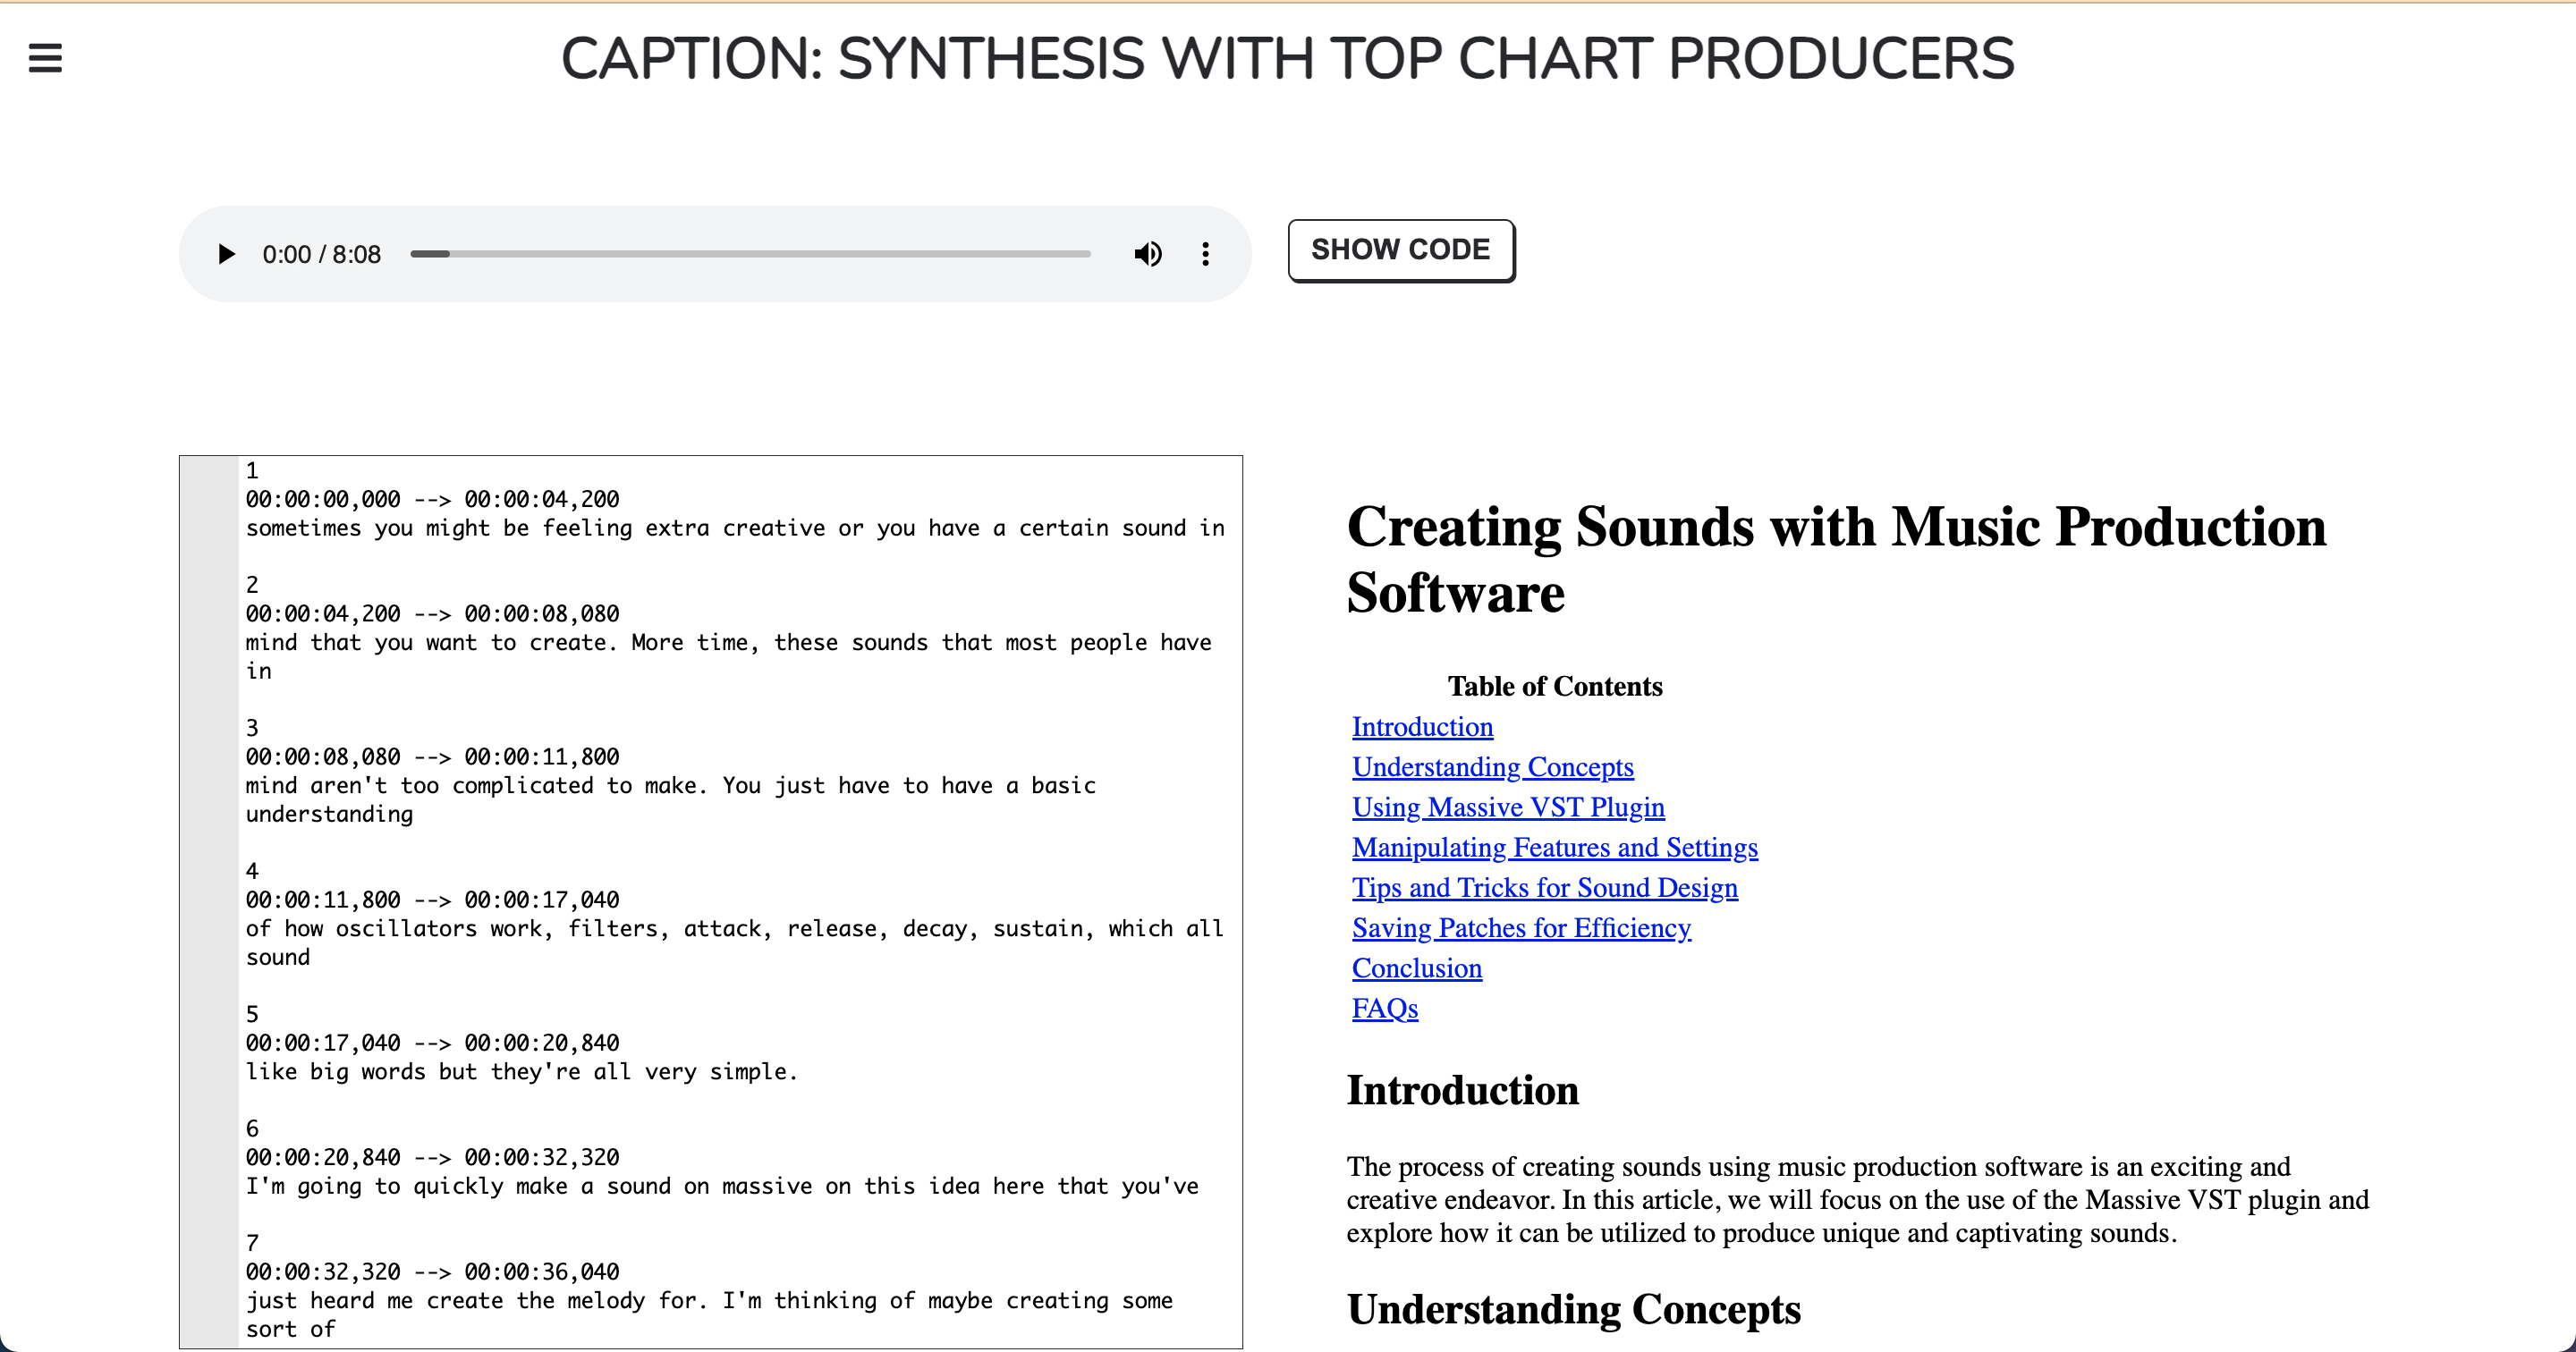 CAPTION: SYNTHESIS WITH TOP CHART PRODUCERS
0:00 / 8:08
SHOW CODE
1
00:00:00,000 --> 00:00:04,200
sometimes you might be feeling extra creative or you have a certain sound in
2
00:00:04,200 --> 00:00:08,080
mind that you want to create. More time, these sounds that most people have
in
3
00:00:08,080 --> 00:00:11,800
mind aren't too complicated to make. You just have to have a basic
understanding
4
00:00:11,800 --> 00:00:17,040
of how oscillators work, filters, attack, release, decay, sustain, which all
sound
5
00:00:17,040 --> 00:00:20,840
like big words but they're all very simple.
6
00:00:20,840 --> 00:00:32,320
I'm going to quickly make a sound on massive on this idea here that you've
7
00:00:32,320 --> 00:00:36,040
just heard me create the melody for. I'm thinking of maybe creating some
sort of
Creating Sounds with Music Production
Software
Table of Contents
Introduction
Understanding Concepts
Using Massive VST Plugin
Manipulating Features and Settings
Tips and Tricks for Sound Design
Saving Patches for Efficiency
Conclusion
FAQs
Introduction
The process of creating sounds using music production software is an exciting and
creative endeavor. In this article, we will focus on the use of the Massive VST plugin and
explore how it can be utilized to produce unique and captivating sounds.
Understanding Concepts